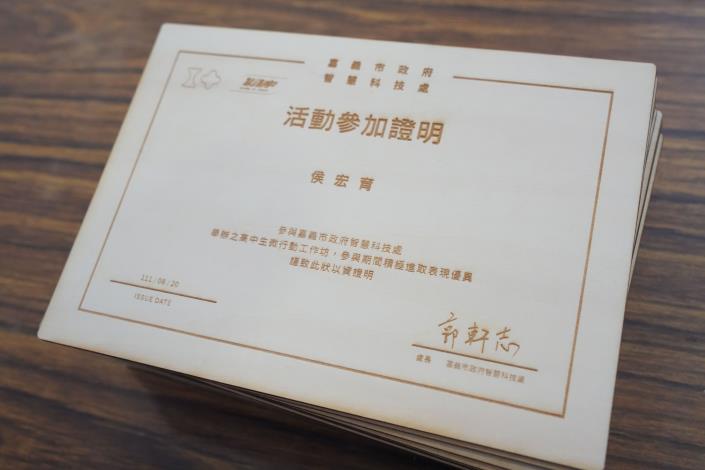 嘉義市政府
智慧科技處
活動參加證明
侯宏育
參與嘉義市政府智慧科技處
舉辦之高中生微行動工作坊，參與期間積極進取表現優異
謹致此狀以資證明
111 / 08 / 20
ISSUE DATE
郭軒志
處長 嘉義市政府智慧科技處